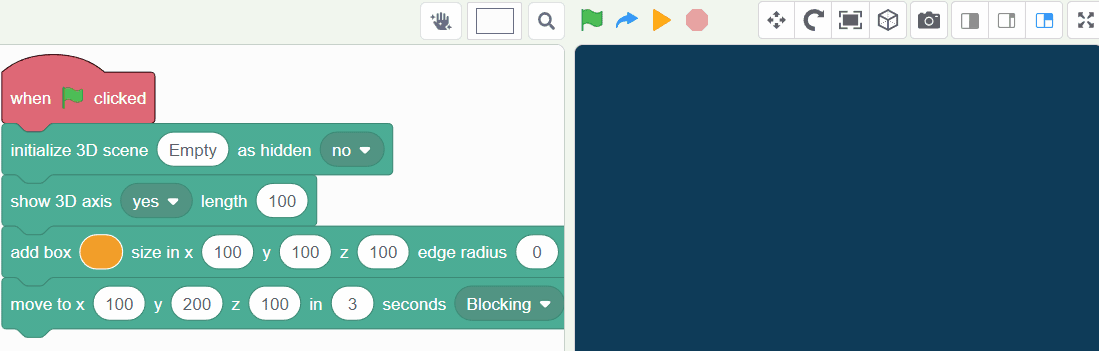 when clicked
initialize 3D scene Empty as hidden no
show 3D axis yes length 100
add box size in x 100 y 100 z 100 edge radius 0
move to x 100 y 200 z 100 in 3 seconds Blocking